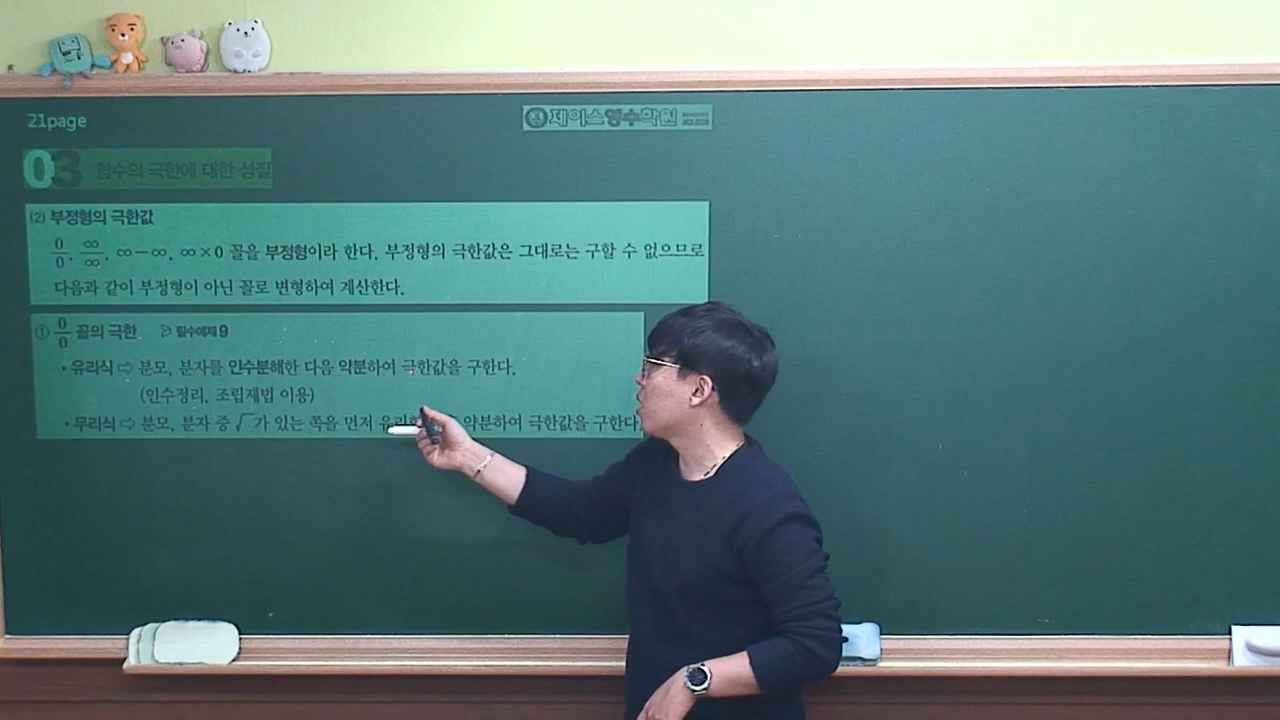 21page
제이스영수학원
03 함수의 극한에 대한 성질
(2) 부정형의 극한값
0/0, ∞/∞, ∞-∞, ∞×0 꼴을 부정형이라 한다. 부정형의 극한값은 그대로는 구할 수 없으므로
다음과 같이 부정형이 아닌 꼴로 변형하여 계산한다.
① 0/0 꼴의 극한 필수예제 9
• 유리식 ⇨ 분모, 분자를 인수분해한 다음 약분하여 극한값을 구한다.
(인수정리, 조립제법 이용)
• 무리식 ⇨ 분모, 분자 중 √ 가 있는 쪽을 먼저 약분하여 극한값을 구한다.